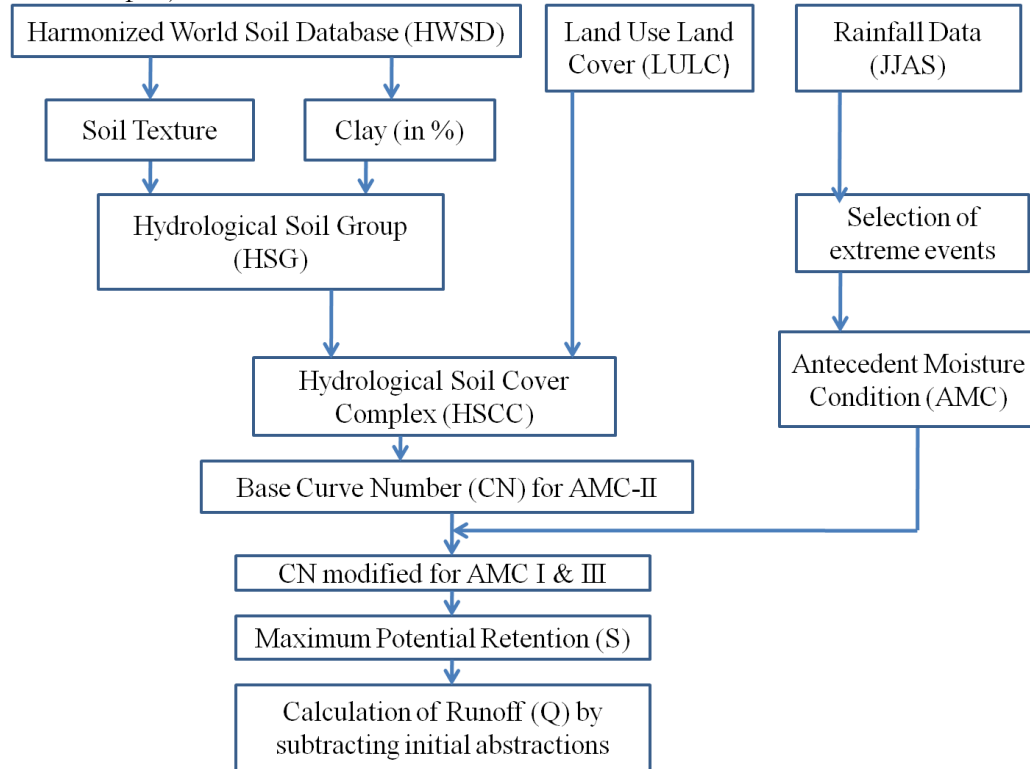 Harmonized World Soil Database (HWSD)
Land Use Land
Cover (LULC)
Rainfall Data
(JJAS)
Soil Texture
Clay (in %)
Hydrological Soil Group
(HSG)
Selection of
extreme events
Hydrological Soil Cover
Complex (HSCC)
Antecedent Moisture
Condition (AMC)
Base Curve Number (CN) for AMC-II
CN modified for AMC I & III
Maximum Potential Retention (S)
Calculation of Runoff (Q) by
subtracting initial abstractions